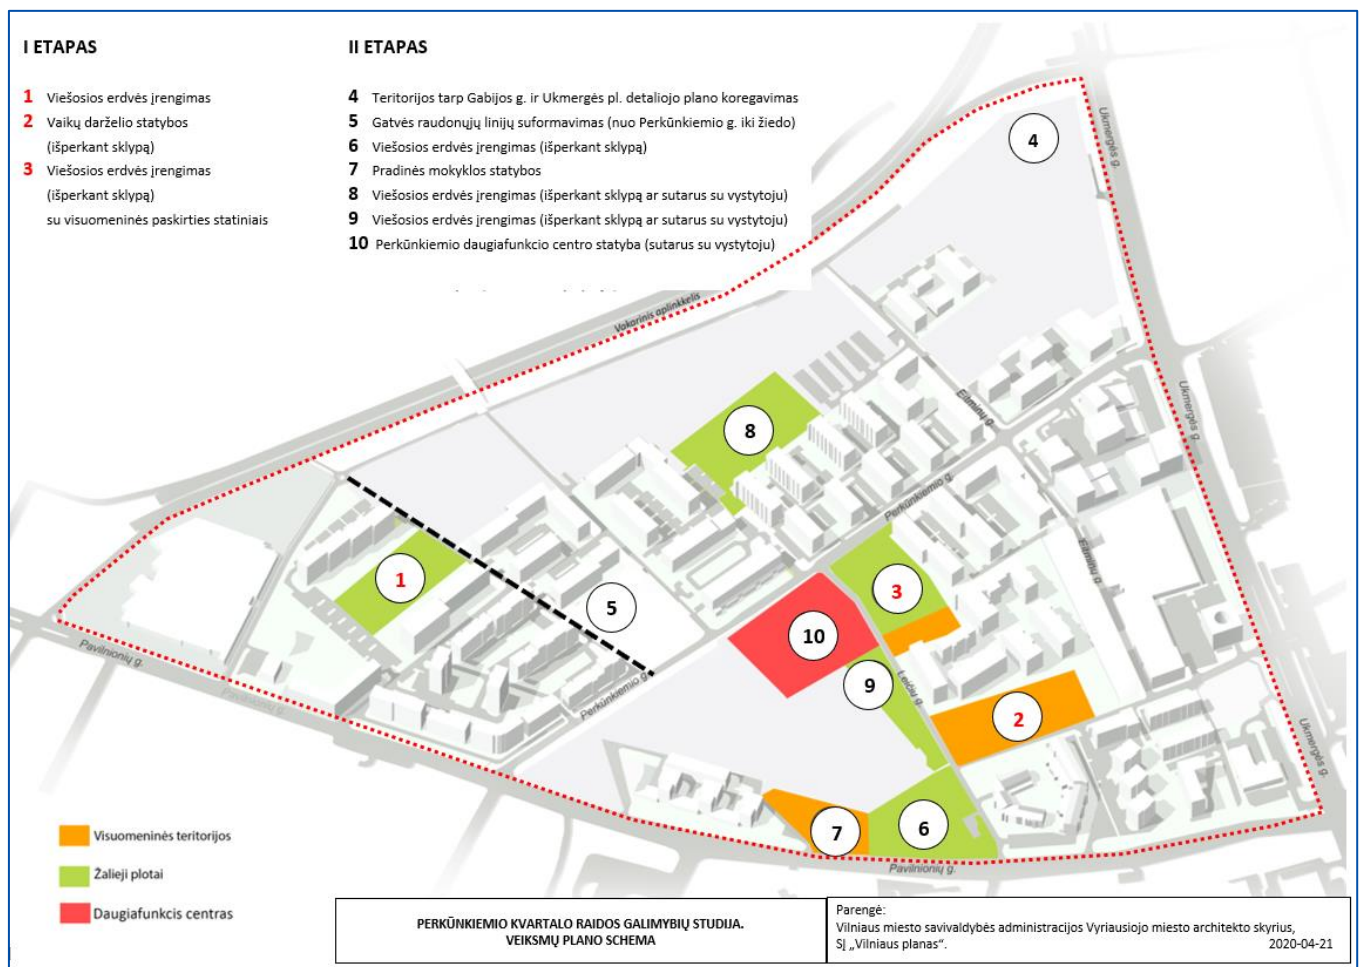 I ETAPAS
1 Viešosios erdvės įrengimas
2 Vaikų darželio statybos
(išperkant sklypą)
3 Viešosios erdvės įrengimas
(išperkant sklypą)
su visuomeninės paskirties statiniais
II ETAPAS
4 Teritorijos tarp Gabijos g. ir Ukmergės pl. detaliojo plano koregavimas
5 Gatvės raudonųjų linijų suformavimas (nuo Perkūnkiemio g. iki žiedo)
6 Viešosios erdvės įrengimas (išperkant sklypą)
7 Pradinės mokyklos statybos
8 Viešosios erdvės įrengimas (išperkant sklypą ar sutarus su vystytoju)
9 Viešosios erdvės įrengimas (išperkant sklypą ar sutarus su vystytoju)
10 Perkūnkiemio daugiafunkcio centro statyba (sutarus su vystytoju)
4
Ukmergės g.
Vakarinis aplinkkelis
Ukmergės g.
Eitminų g.
8
Perkūnkiemio g.
Eitminų g.
1
3
5
10
9
Leičių g.
Pavilnionių g.
Pavilnionių g.
Perkūnkiemio g.
2
Ukmergės g.
7
6
Pavilnionių g.
Visuomeninės teritorijos
Žalieji plotai
Daugiafunkcis centras
PERKŪNKIEMIO KVARTALO RAIDOS GALIMYBIŲ STUDIJA.
VEIKSMŲ PLANO SCHEMA
Parengė:
Vilniaus miesto savivaldybės administracijos Vyriausiojo miesto architekto skyrius,
SĮ „Vilniaus planas“. 2020-04-21